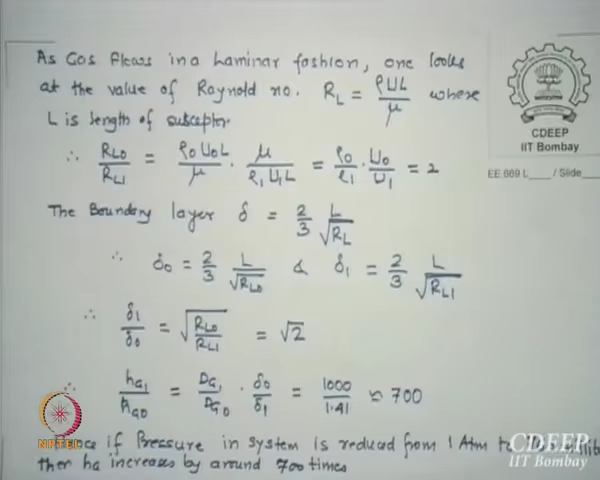 As Gas Flows in a Laminar fashion, one looks
at the value of Raynold no. R_L = ρUL/μ where
L is length of susceptor.
∴ R_L0/R_L1 = ρ0 U0 L/μ · μ/ρ1 U1 L = ρ0/ρ1 · U0/U1 = 2
The Boundary layer δ = 2/3 L/√R_L
∴ δ0 = 2/3 L/√R_L0 & δ1 = 2/3 L/√R_L1
∴ δ1/δ0 = √(R_L0/R_L1) = √2
∴ hG1/hG0 = DG1/DG0 · δ0/δ1 = 1000/1.41 ≈ 700
Hence if Pressure in System is reduced from 1 Atm to
then hG increases by around 700 times
CDEEP
IIT Bombay
EE 669 L____ / Slide__
NPTEL
CDEEP
IIT Bombay